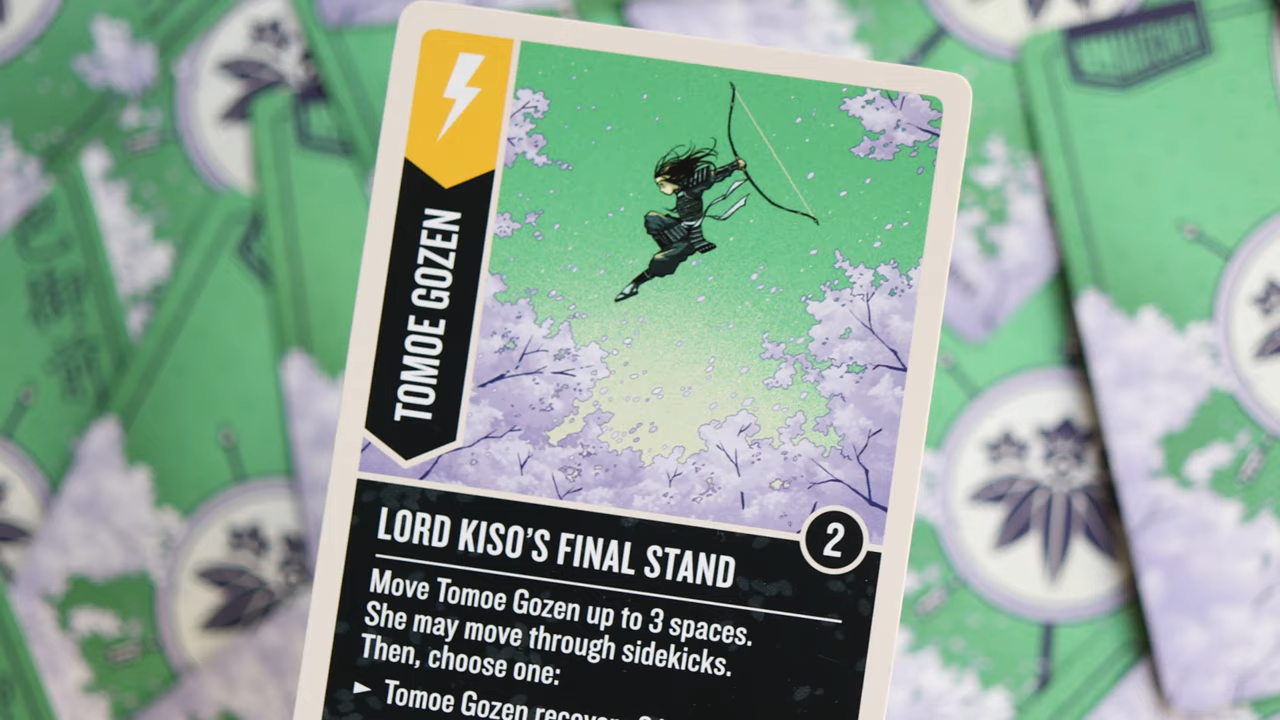 TOMOE GOZEN
2
LORD KISO'S FINAL STAND
Move Tomoe Gozen up to 3 spaces.
She may move through sidekicks.
Then, choose one:
► Tomoe Gozen